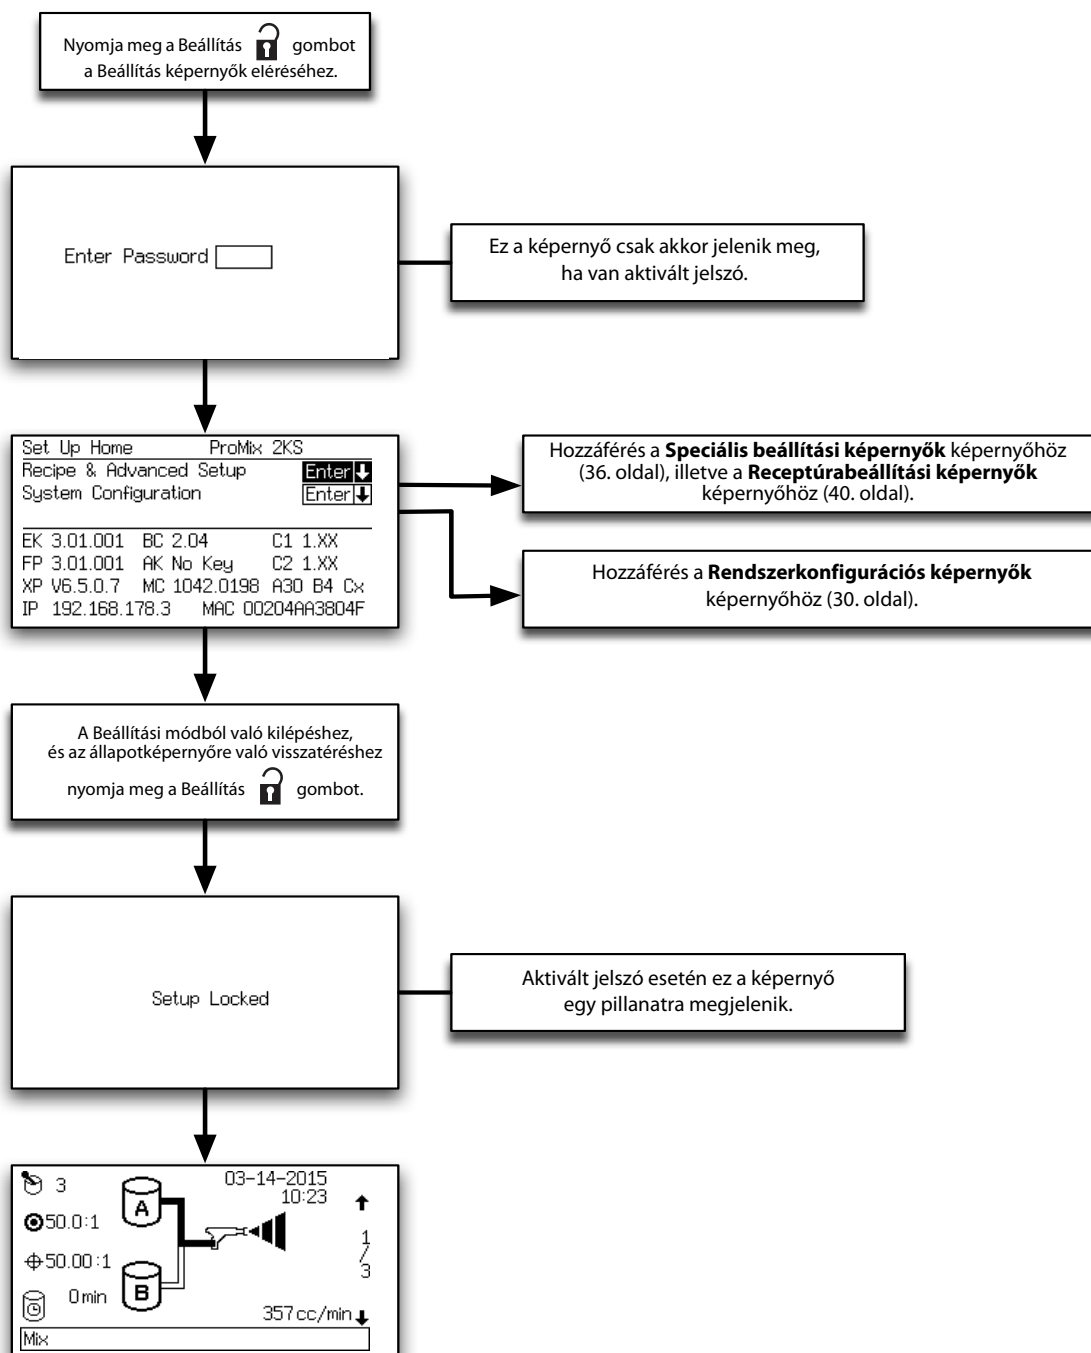 Nyomja meg a Beállítás gombot
a Beállítás képernyők eléréséhez.
Enter Password
Ez a képernyő csak akkor jelenik meg,
ha van aktivált jelszó.
Set Up Home ProMix 2KS
Recipe & Advanced Setup Enter
System Configuration Enter
EK 3.01.001 BC 2.04 C1 1.XX
FP 3.01.001 AK No Key C2 1.XX
XP V6.5.0.7 MC 1042.0198 A30 B4 Cx
IP 192.168.178.3 MAC 00204AA3804F
Hozzáférés a Speciális beállítási képernyők képernyőhöz
(36. oldal), illetve a Receptúrabeállítási képernyők
képernyőhöz (40. oldal).
Hozzáférés a Rendszerkonfigurációs képernyők
képernyőhöz (30. oldal).
A Beállítási módból való kilépéshez,
és az állapotképernyőre való visszatéréshez
nyomja meg a Beállítás gombot.
Setup Locked
Aktivált jelszó esetén ez a képernyő
egy pillanatra megjelenik.
3
03-14-2015
10:23
A
50.0:1
1
/
3
50.00:1
B
0min
357cc/min
Mix